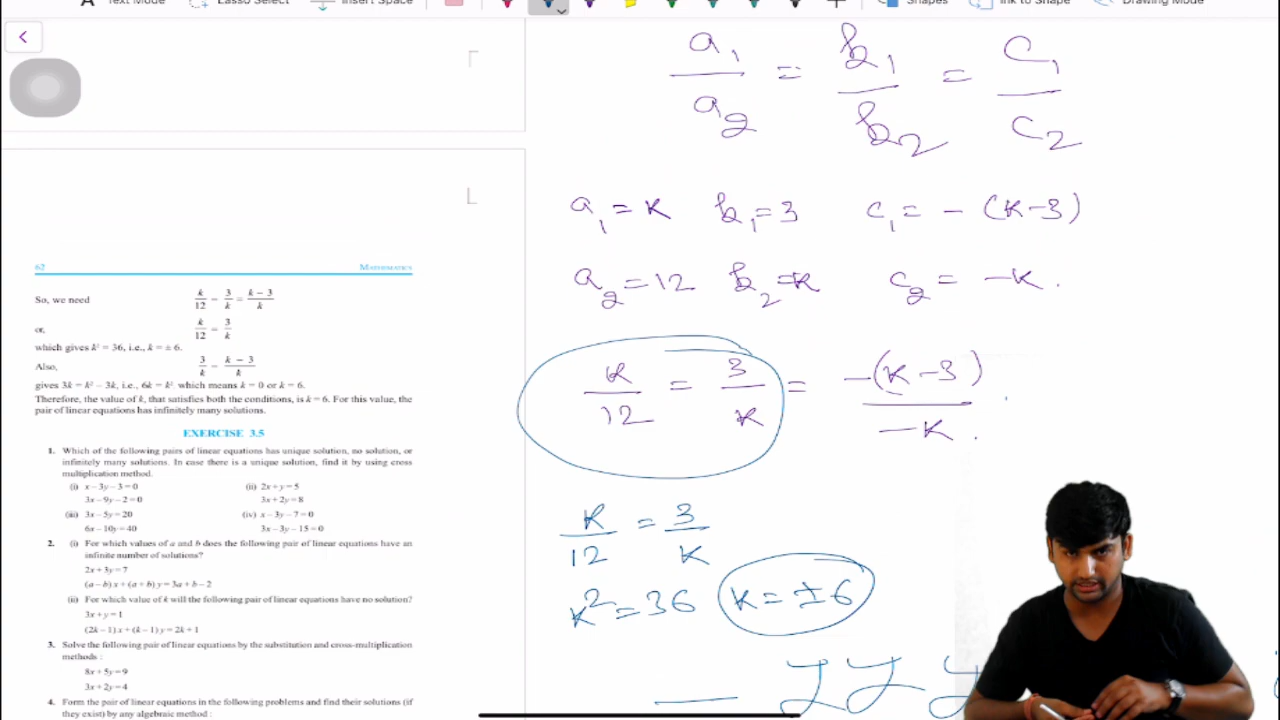 Text Mode Lasso Select Insert Space Shapes Ink to Shape Drawing Mode
a₁/a₂ = b₁/b₂ = c₁/c₂
a₁ = K b₁ = 3 c₁ = - (K-3)
a₂ = 12 b₂ = K c₂ = -K.
K/12 = 3/K = -(K-3)/-K.
K/12 = 3/K
K² = 36 K = ±6
62 MATHEMATICS
So, we need k/12 = 3/k = (k – 3)/k
or, k/12 = 3/k
which gives k² = 36, i.e., k = ± 6.
Also, 3/k = (k – 3)/k
gives 3k = k² – 3k, i.e., 6k = k², which means k = 0 or k = 6.
Therefore, the value of k, that satisfies both the conditions, is k = 6. For this value, the
pair of linear equations has infinitely many solutions.
EXERCISE 3.5
1. Which of the following pairs of linear equations has unique solution, no solution, or
infinitely many solutions. In case there is a unique solution, find it by using cross
multiplication method.
(i) x – 3y – 3 = 0 (ii) 2x + y = 5
3x – 9y – 2 = 0 3x + 2y = 8
(iii) 3x – 5y = 20 (iv) x – 3y – 7 = 0
6x – 10y = 40 3x – 3y – 15 = 0
2. (i) For which values of a and b does the following pair of linear equations have an
infinite number of solutions?
2x + 3y = 7
(a – b) x + (a + b) y = 3a + b – 2
(ii) For which value of k will the following pair of linear equations have no solution?
3x + y = 1
(2k – 1) x + (k – 1) y = 2k + 1
3. Solve the following pair of linear equations by the substitution and cross-multiplication
methods :
8x + 5y = 9
3x + 2y = 4
4. Form the pair of linear equations in the following problems and find their solutions (if
they exist) by any algebraic method :